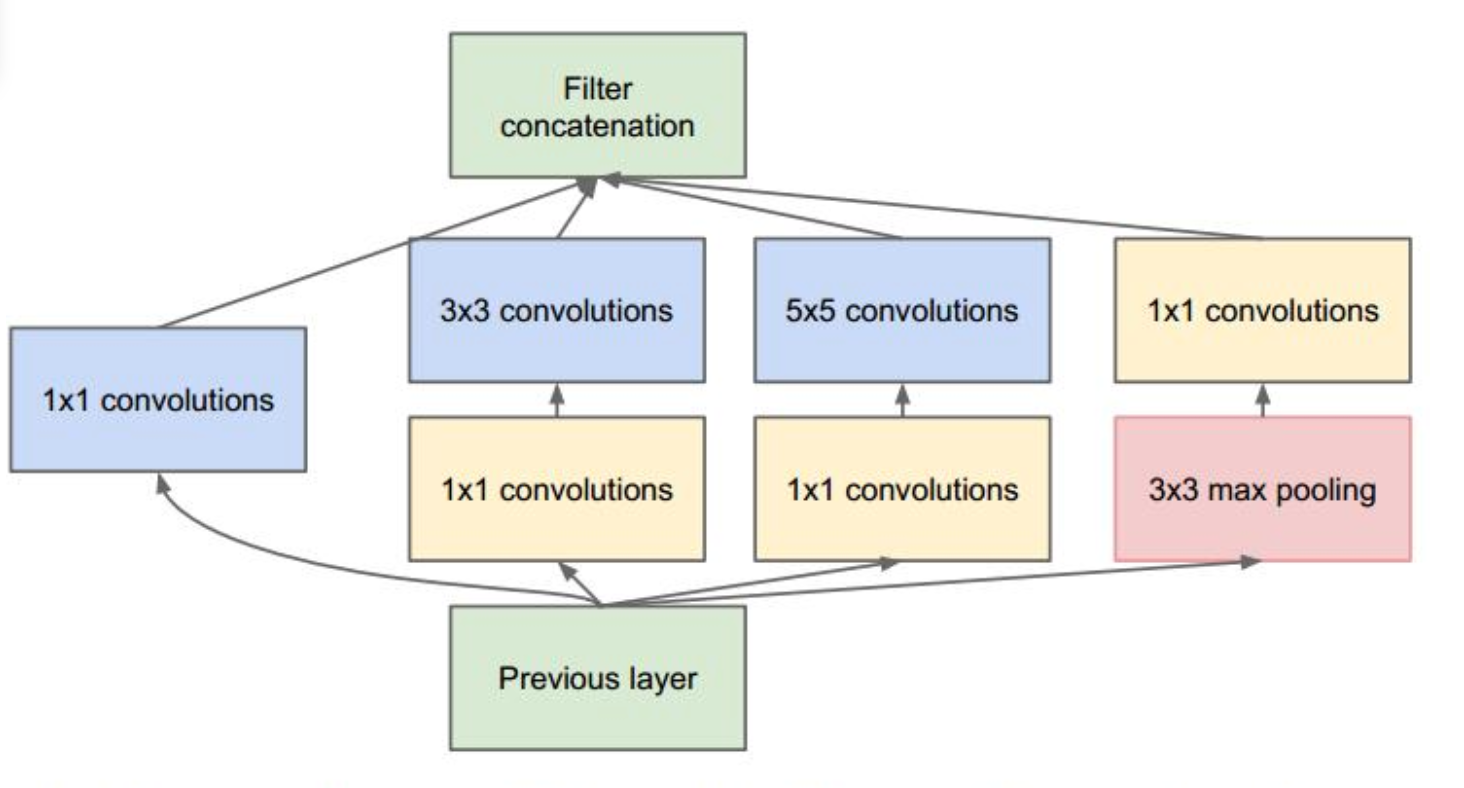 Filter
concatenation
3x3 convolutions
5x5 convolutions
1x1 convolutions
1x1 convolutions
1x1 convolutions
1x1 convolutions
3x3 max pooling
Previous layer